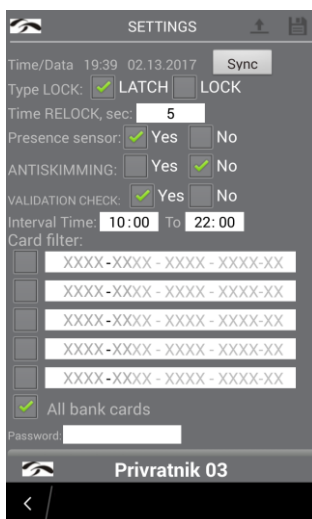 SETTINGS
Time/Data 19:39 02.13.2017 Sync
Type LOCK: LATCH LOCK
Time RELOCK, sec: 5
Presence sensor: Yes No
ANTISKIMMING: Yes No
VALIDATION CHECK: Yes No
Interval Time: 10:00 To 22:00
Card filter:
XXXX-XXXX - XXXX - XXXX-XX
XXXX-XXXX - XXXX - XXXX-XX
XXXX-XXXX - XXXX - XXXX-XX
XXXX-XXXX - XXXX - XXXX-XX
XXXX-XXXX - XXXX - XXXX-XX
All bank cards
Password:
Privratnik 03